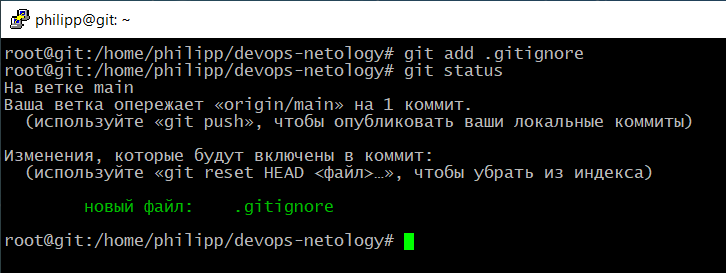 philipp@git: ~
root@git:/home/philipp/devops-netology# git add .gitignore
root@git:/home/philipp/devops-netology# git status
На ветке main
Ваша ветка опережает «origin/main» на 1 коммит.
  (используйте «git push», чтобы опубликовать ваши локальные коммиты)
Изменения, которые будут включены в коммит:
  (используйте «git reset HEAD <файл>…», чтобы убрать из индекса)
        новый файл:    .gitignore
root@git:/home/philipp/devops-netology#